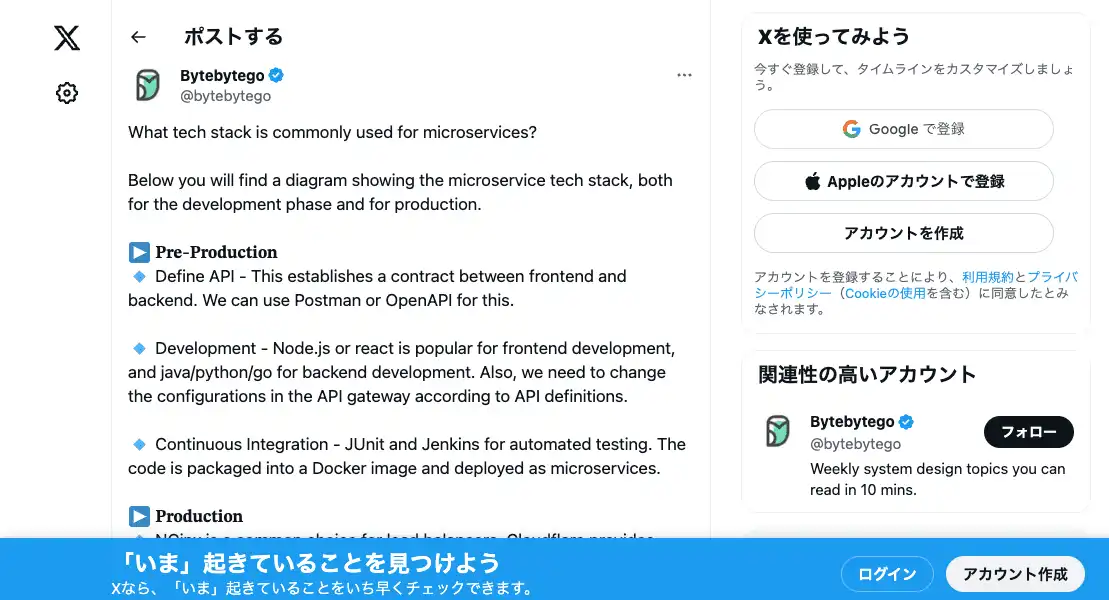 ポストする
Bytebytego
@bytebytego
What tech stack is commonly used for microservices?
Below you will find a diagram showing the microservice tech stack, both
for the development phase and for production.
Pre-Production
Define API - This establishes a contract between frontend and
backend. We can use Postman or OpenAPI for this.
Development - Node.js or react is popular for frontend development,
and java/python/go for backend development. Also, we need to change
the configurations in the API gateway according to API definitions.
Continuous Integration - JUnit and Jenkins for automated testing. The
code is packaged into a Docker image and deployed as microservices.
Production
NGinx is a common choice for load balancers. Cloudflare provides
Xを使ってみよう
今すぐ登録して、タイムラインをカスタマイズしましょ
う。
Google で登録
Appleのアカウントで登録
アカウントを作成
アカウントを登録することにより、利用規約とプライバ
シーポリシー（Cookieの使用を含む）に同意したとみ
なされます。
関連性の高いアカウント
Bytebytego
@bytebytego
フォロー
Weekly system design topics you can
read in 10 mins.
「いま」起きていることを見つけよう
Xなら、「いま」起きていることをいち早くチェックできます。
ログイン
アカウント作成